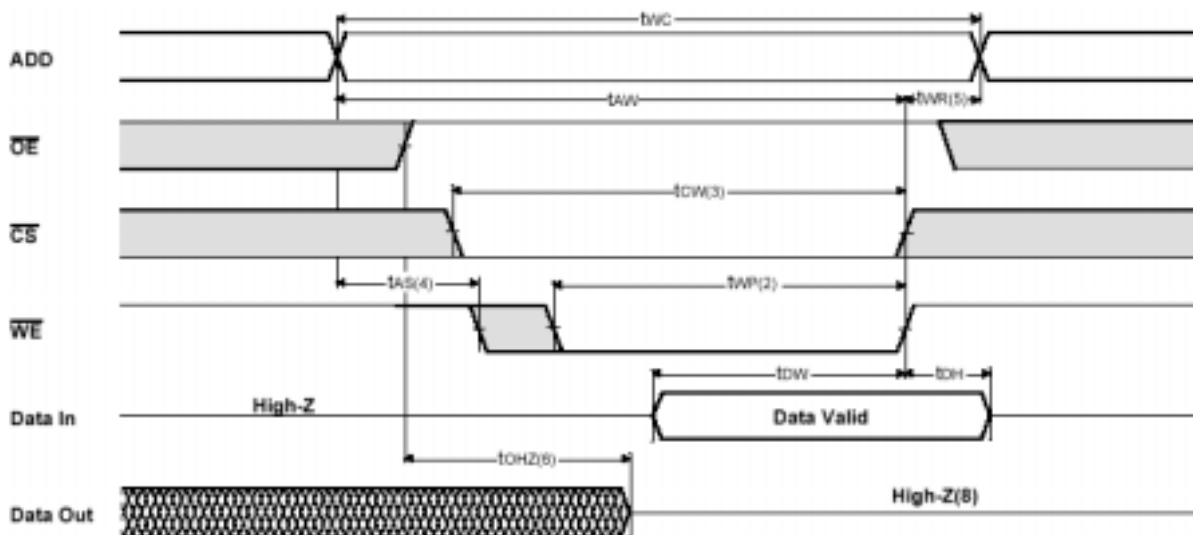 tWC
ADD
tAW
tWR(5)
OE
tCW(3)
CS
tAS(4)
tWP(2)
WE
tDW
tDH
High-Z
Data In
Data Valid
tOHZ(6)
High-Z(8)
Data Out